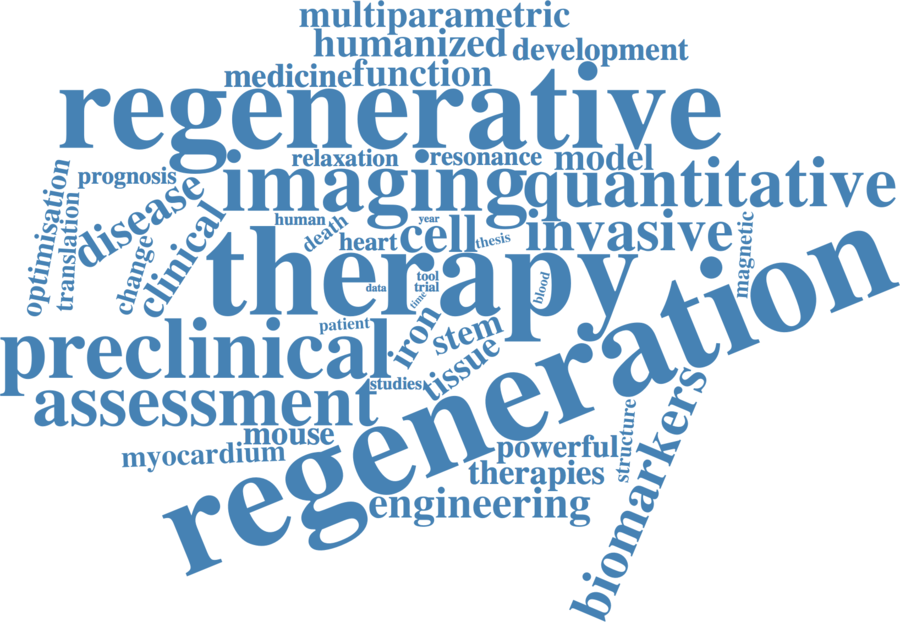 multiparametric
humanized
development
medicine
function
regenerative
relaxation
resonance
model
prognosis
imaging
quantitative
optimisation
translation
disease
change
clinical
human
death
year
heart
cell
thesis
invasive
magnetic
therapy
tool
data
trial
time
blood
regeneration
patient
iron
stem
preclinical
tissue
studies
assessment
mouse
myocardium
powerful
structure
biomarkers
therapies
engineering